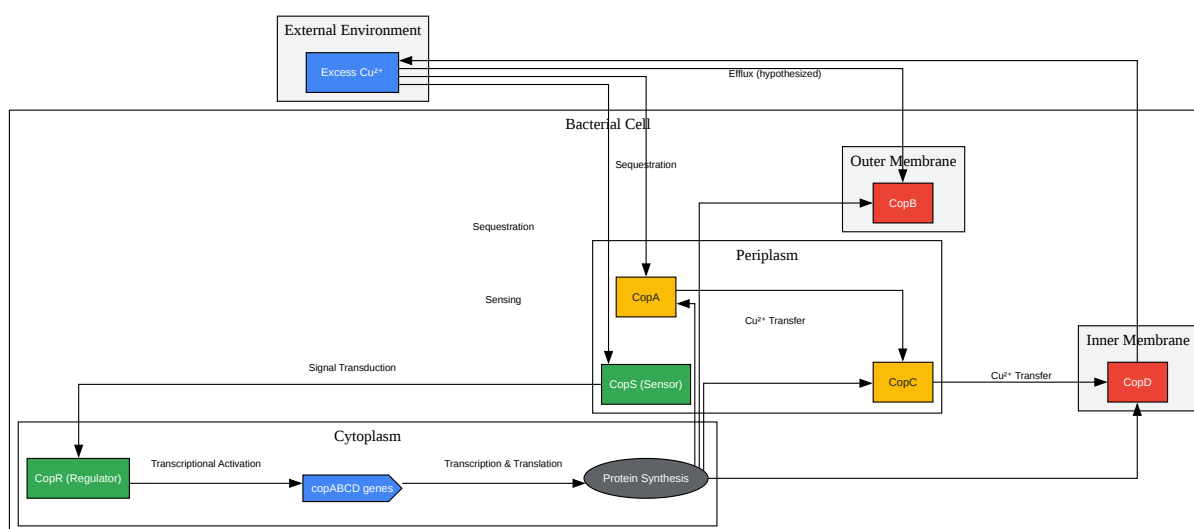 External Environment
Excess Cu²⁺
Efflux (hypothesized)
Bacterial Cell
Sequestration
Outer Membrane
CopB
Sequestration
Periplasm
CopA
Sensing
Cu²⁺ Transfer
Inner Membrane
Signal Transduction
CopS (Sensor)
CopC
Cu²⁺ Transfer
CopD
Cytoplasm
CopR (Regulator)
Transcriptional Activation
copABCD genes
Transcription & Translation
Protein Synthesis